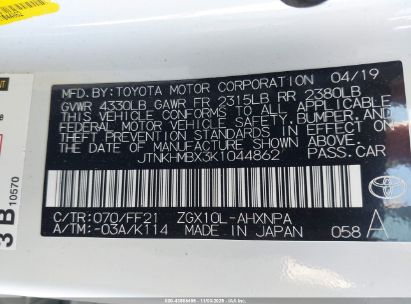 MFD.BY: TOYOTA MOTOR CORPORATION 04/19
GVWR 4330LB GAWR FR 2315LB RR 2380LB
THIS VEHICLE CONFORMS TO ALL APPLICABLE
FEDERAL MOTOR VEHICLE SAFETY, BUMPER, AND
THEFT PREVENTION STANDARDS IN EFFECT ON
THE DATE OF MANUFACTURE SHOWN ABOVE.
JTNKHMBX3K1044862 PASS.CAR
C/TR: 070/FF21 ZGX10L-AHXNPA
A/TM: -03A/K114 MADE IN JAPAN 058 A
TOYOTA
3 B 10570